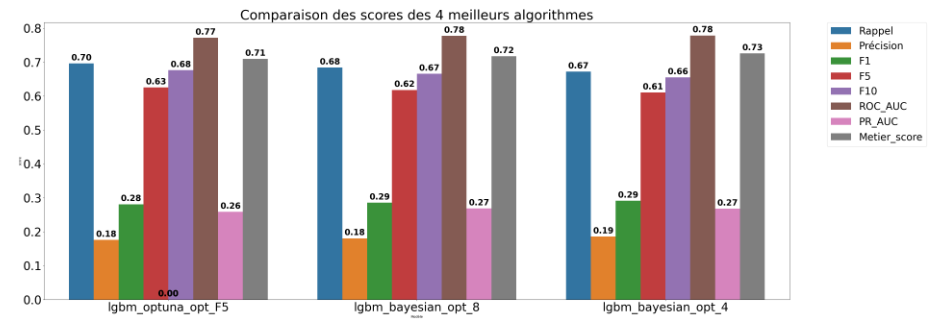 Comparaison des scores des 4 meilleurs algorithmes
0.8
0.7
0.6
0.5
0.4
0.3
0.2
0.1
0.0
0.70
0.18
0.28
0.63
0.68
0.77
0.26
0.71
0.00
0.68
0.18
0.29
0.62
0.67
0.78
0.27
0.72
0.67
0.19
0.29
0.61
0.66
0.78
0.27
0.73
lgbm_optuna_opt_F5
lgbm_bayesian_opt_8
lgbm_bayesian_opt_4
Rappel
Précision
F1
F5
F10
ROC_AUC
PR_AUC
Metier_score